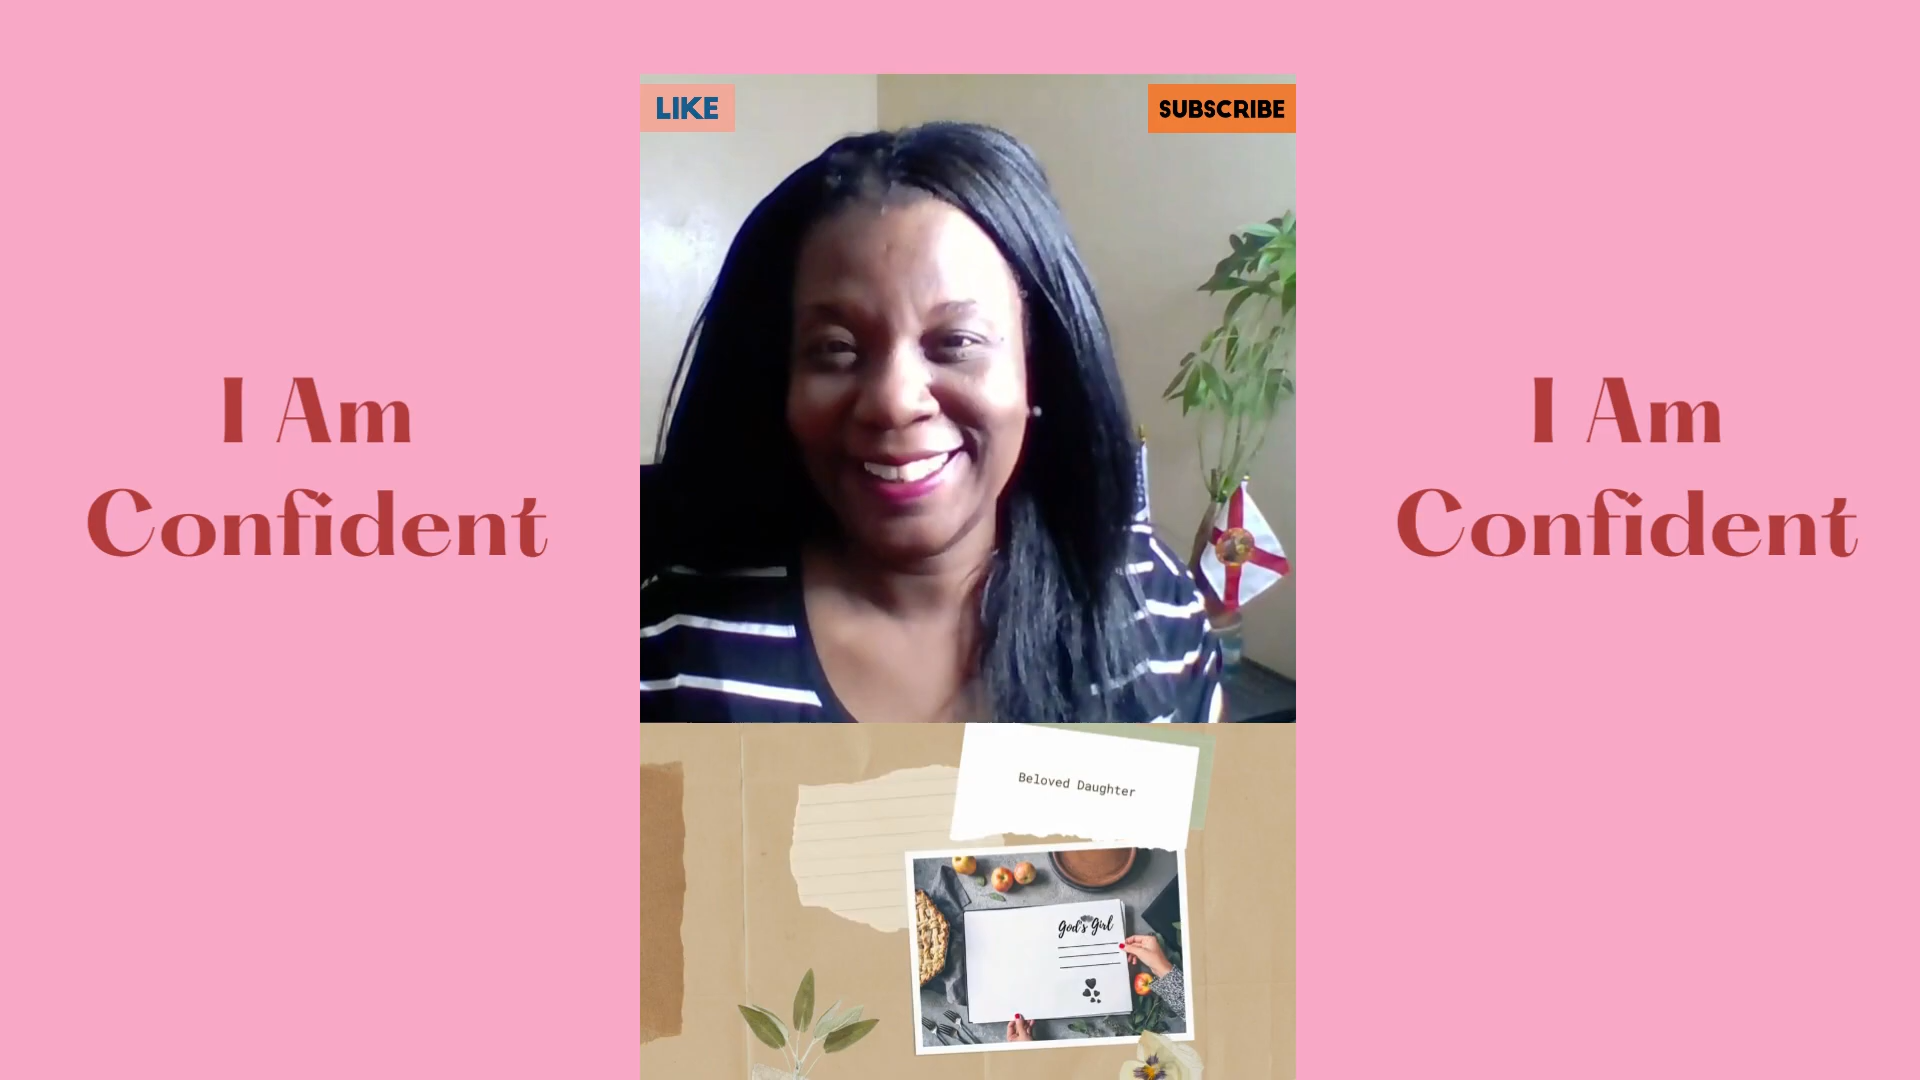 LIKE
SUBSCRIBE
I Am
Confident
I Am
Confident
Beloved Daughter
God's Girl